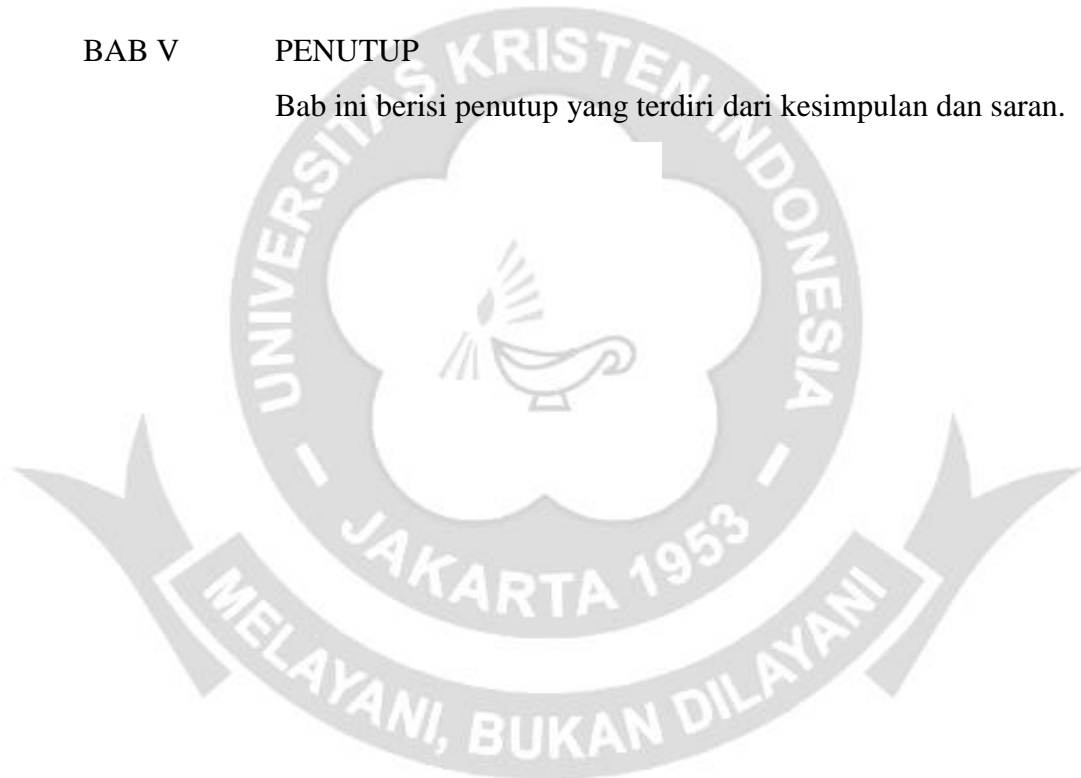 BAB V PENUTUP
Bab ini berisi penutup yang terdiri dari kesimpulan dan saran.
UNIVERSITAS KRISTEN INDONESIA
- JAKARTA 1953 -
MELAYANI, BUKAN DILAYANI